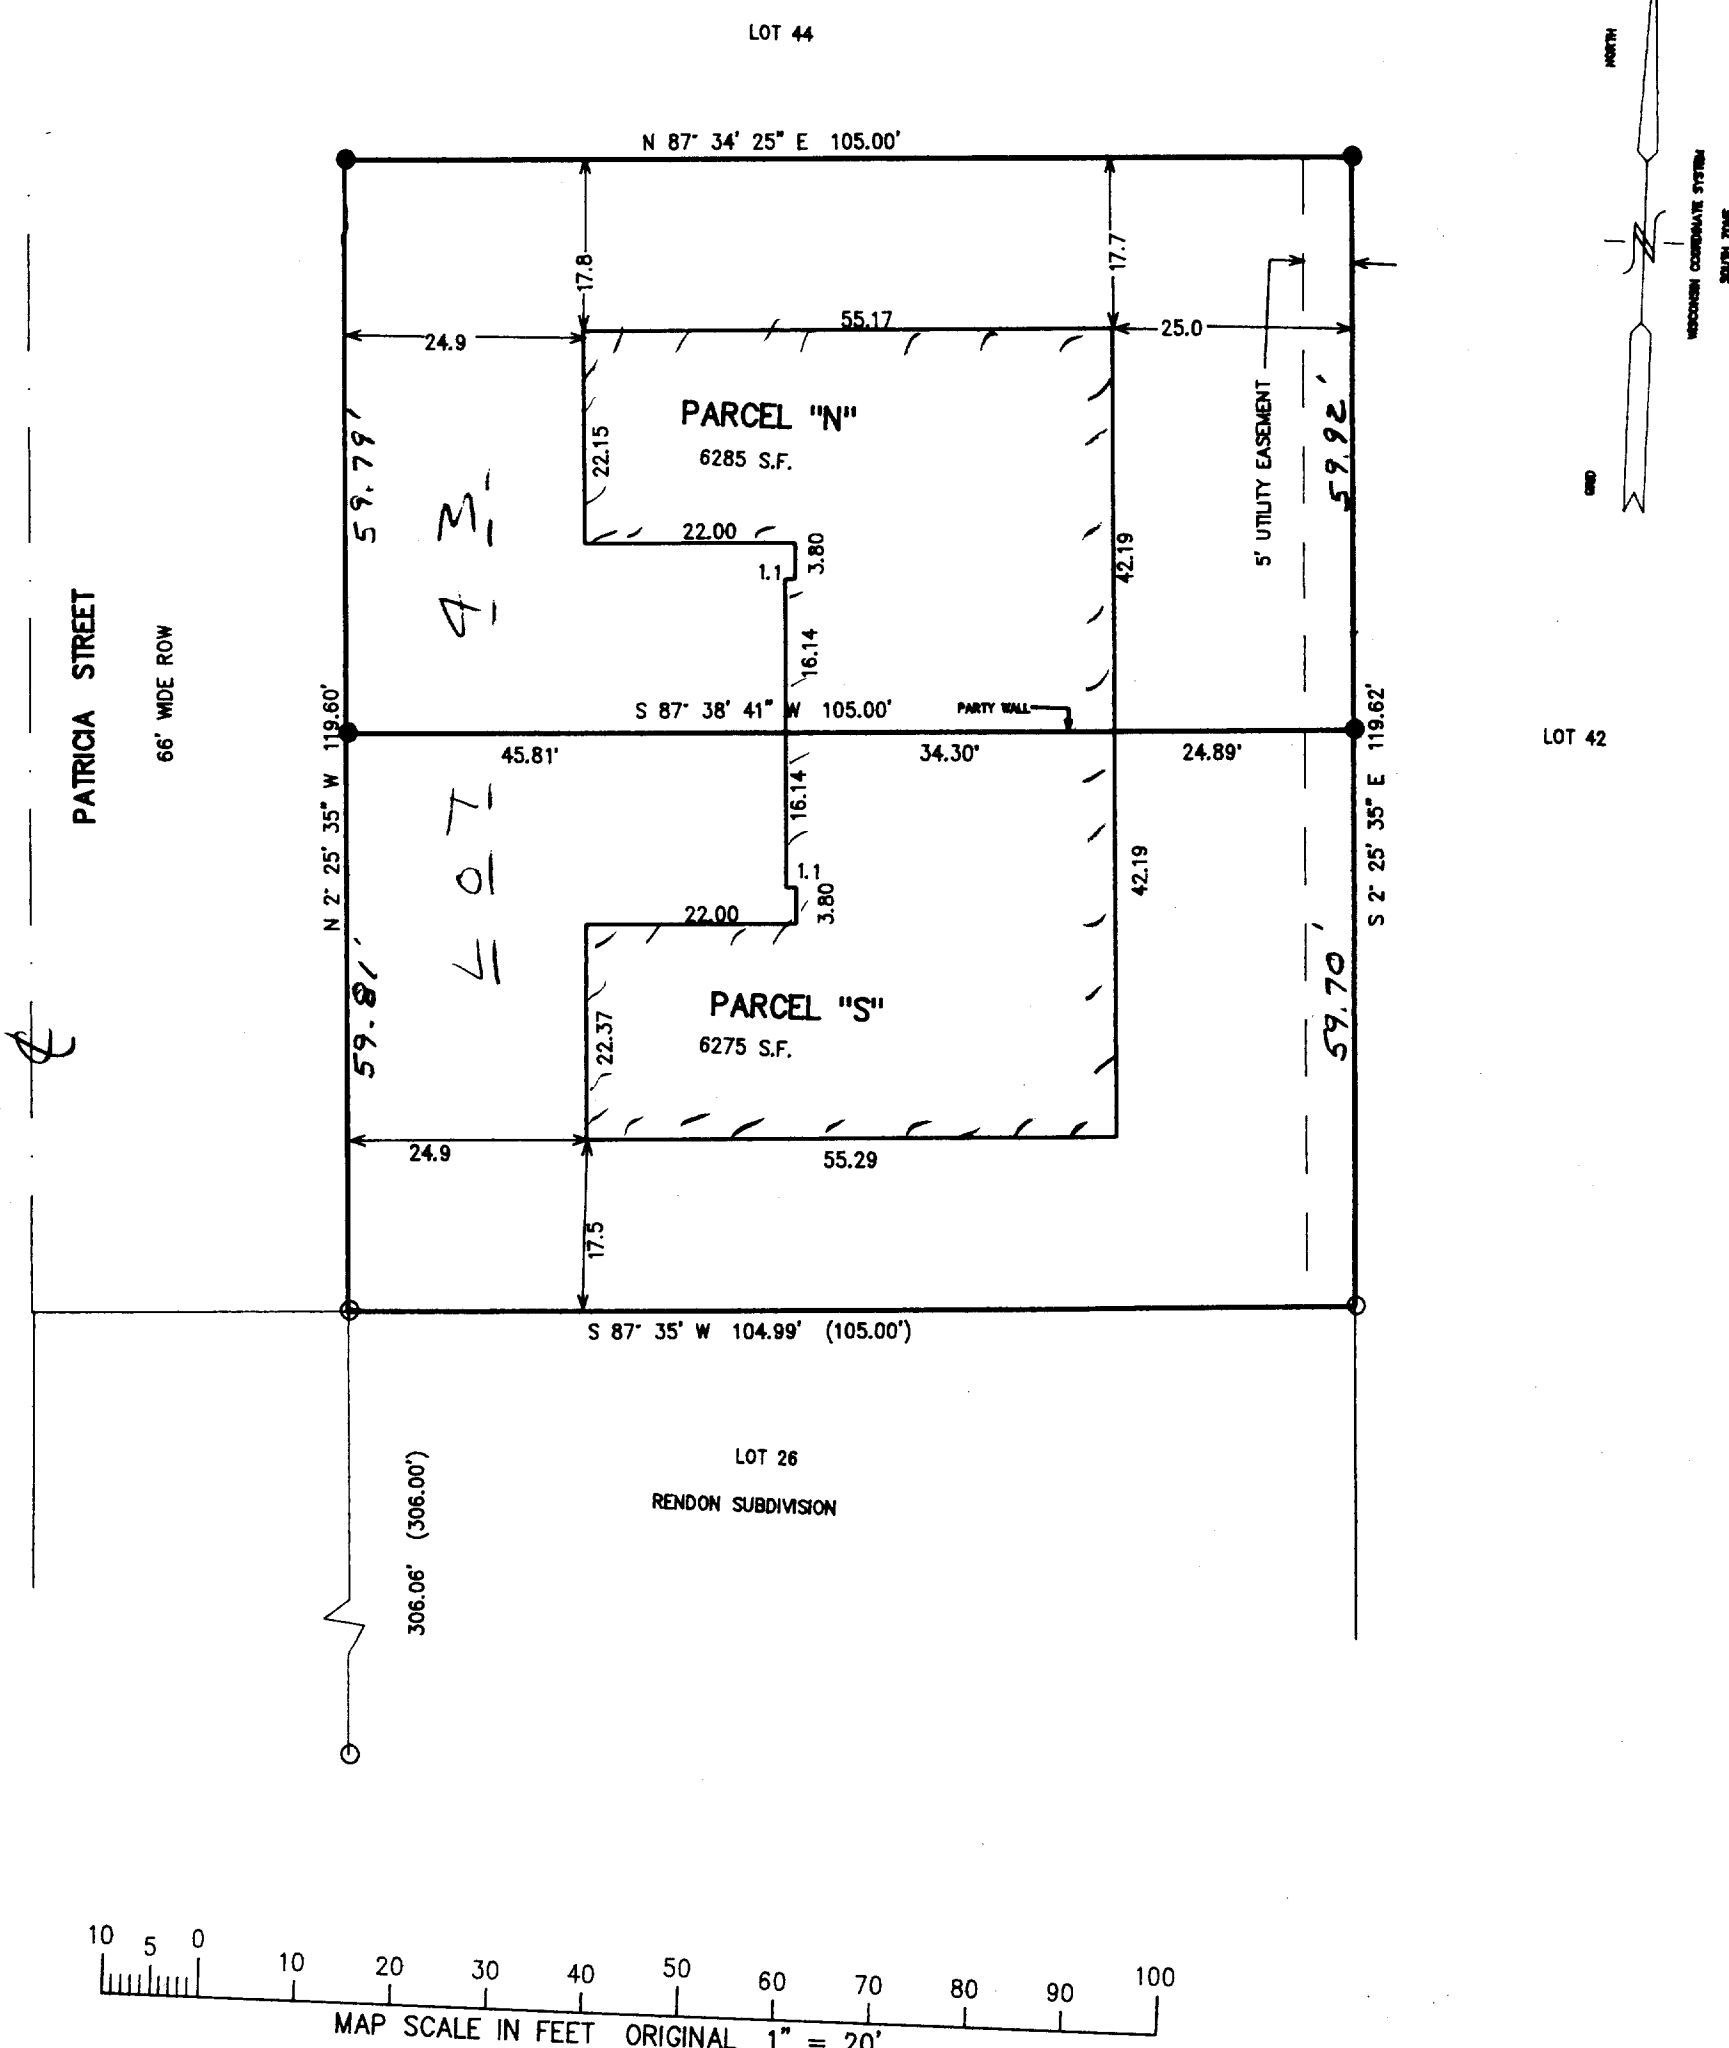 LOT 44
NORTH
N 87° 34' 25" E 105.00'
WISCONSIN COORDINATE SYSTEM
SOUTH ZONE
17.8
17.7
55.17
24.9
25.0
PARCEL "N"
6285 S.F.
59.79'
59.92'
22.15
5' UTILITY EASEMENT
GRID
22.00
3.80
1.1
42.19
16.14
PATRICIA STREET
66' WIDE ROW
N 2° 25' 35" W 119.60'
S 87° 38' 41" W 105.00'
PARTY WALL
S 2° 25' 35" E 119.62'
LOT 42
45.81'
34.30'
24.89'
LOT 43
16.14
1.1
3.80
42.19
22.00
PARCEL "S"
6275 S.F.
59.81'
59.70'
22.37
24.9
55.29
17.5
S 87° 35' W 104.99' (105.00')
LOT 26
RENDON SUBDIVISION
306.06' (306.00')
10 5 0 10 20 30 40 50 60 70 80 90 100
MAP SCALE IN FEET ORIGINAL 1" = 20'